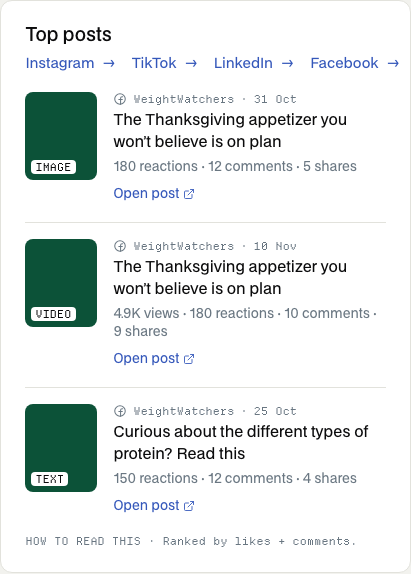 Top posts
Instagram → TikTok → LinkedIn → Facebook →
WeightWatchers · 31 Oct
The Thanksgiving appetizer you
won't believe is on plan
IMAGE
180 reactions · 12 comments · 5 shares
Open post
WeightWatchers · 10 Nov
The Thanksgiving appetizer you
won't believe is on plan
VIDEO
4.9K views · 180 reactions · 10 comments ·
9 shares
Open post
WeightWatchers · 25 Oct
Curious about the different types of
protein? Read this
TEXT
150 reactions · 12 comments · 4 shares
Open post
HOW TO READ THIS · Ranked by likes + comments.